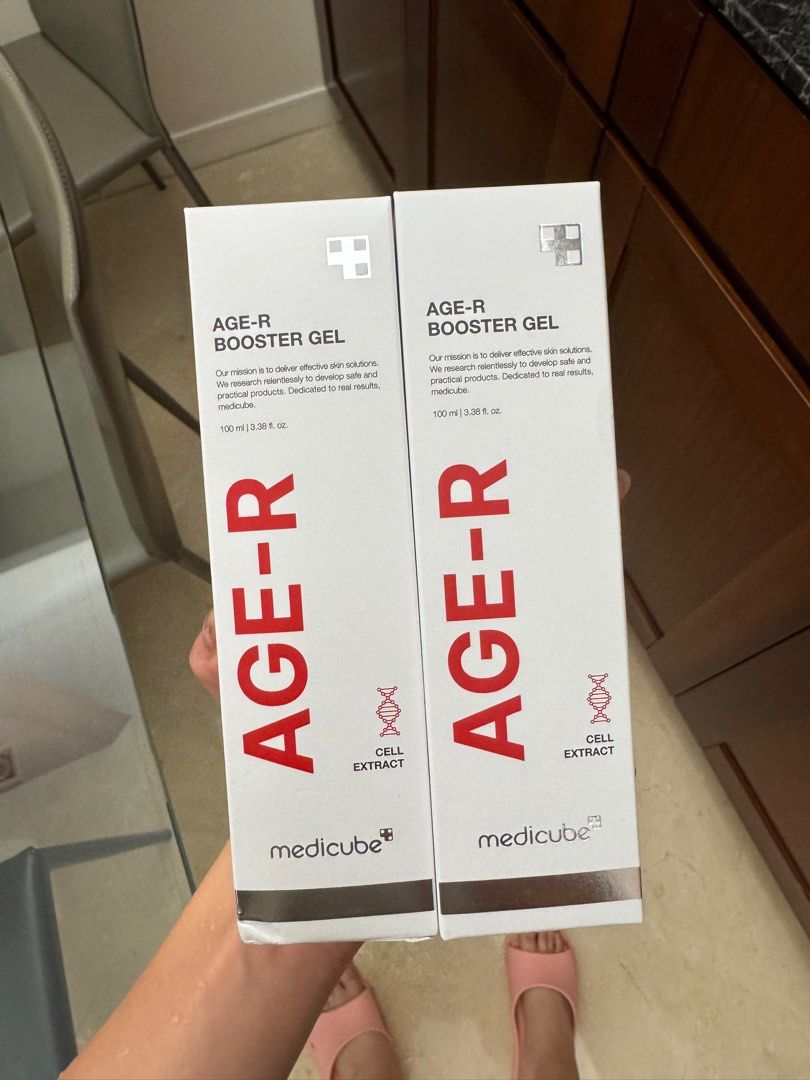 AGE-R
BOOSTER GEL
Our mission is to deliver effective skin solutions.
We research relentlessly to develop safe and
practical products. Dedicated to real results,
medicube.
100 ml | 3.38 fl. oz.
AGE-R
CELL
EXTRACT
medicube
AGE-R
BOOSTER GEL
Our mission is to deliver effective skin solutions.
We research relentlessly to develop safe and
practical products. Dedicated to real results,
medicube.
100 ml | 3.38 fl. oz.
AGE-R
CELL
EXTRACT
medicube